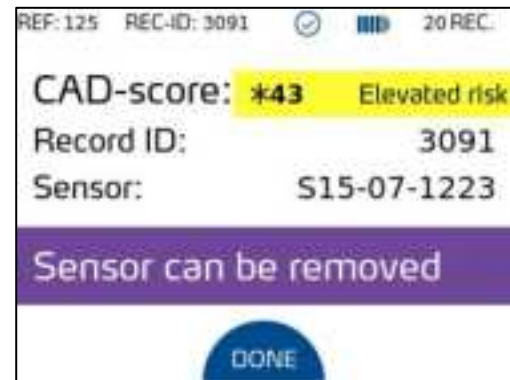 REF: 125 REC-ID: 3091 20 REC.
CAD-score: *43 Elevated risk
Record ID: 3091
Sensor: S15-07-1223
Sensor can be removed
DONE